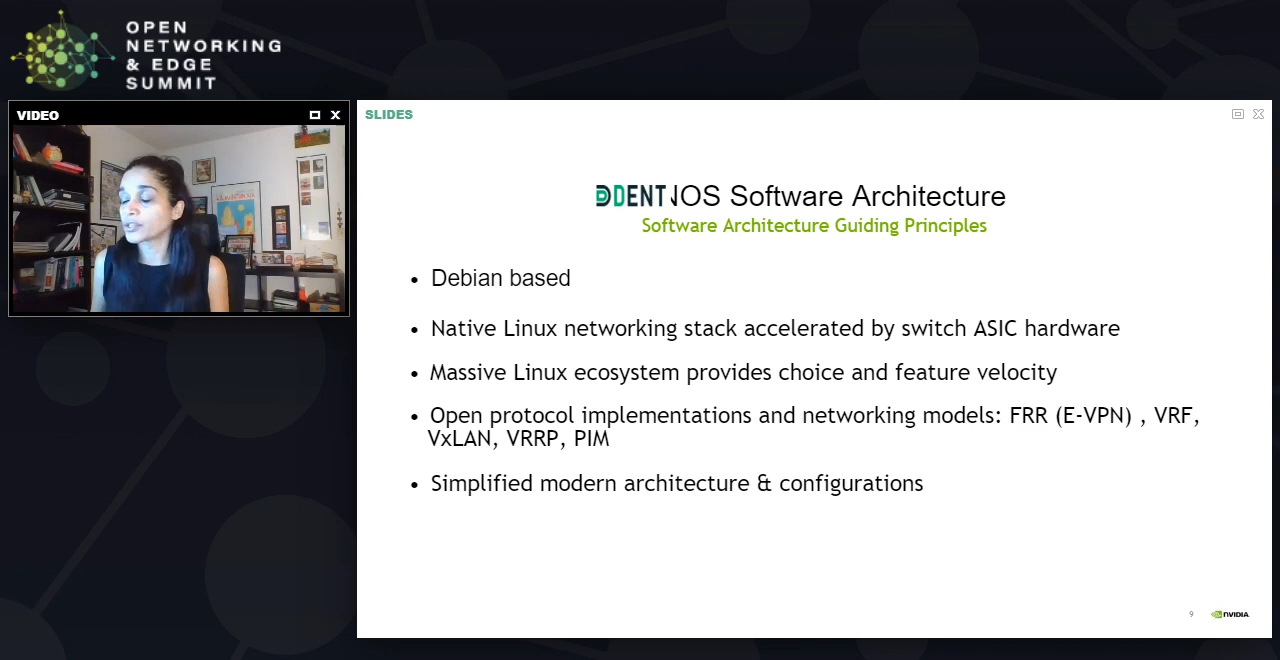 OPEN
NETWORKING
& EDGE
SUMMIT
VIDEO
SLIDES
DENT NOS Software Architecture
Software Architecture Guiding Principles
• Debian based
• Native Linux networking stack accelerated by switch ASIC hardware
• Massive Linux ecosystem provides choice and feature velocity
• Open protocol implementations and networking models: FRR (E-VPN) , VRF,
VxLAN, VRRP, PIM
• Simplified modern architecture & configurations
9
NVIDIA